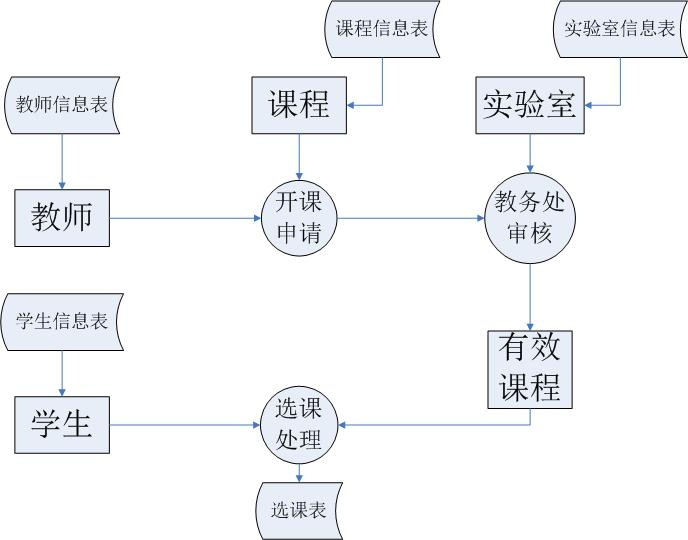 课程信息表
实验室信息表
教师信息表
课程
实验室
教师
开课
申请
教务处
审核
学生信息表
有效
课程
学生
选课
处理
选课表